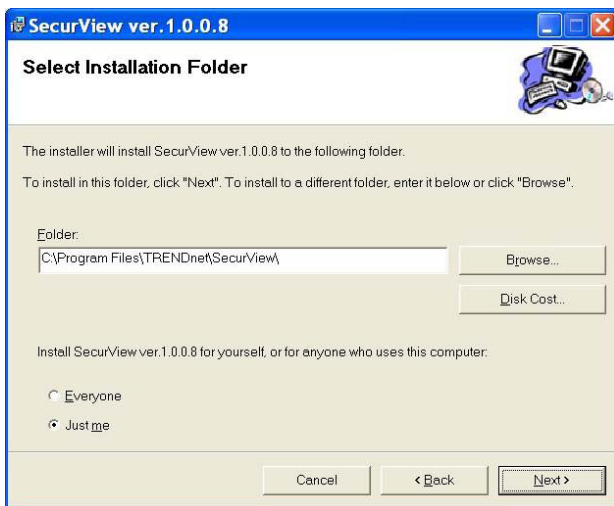 SecurView ver.1.0.0.8
Select Installation Folder
The installer will install SecurView ver.1.0.0.8 to the following folder.
To install in this folder, click "Next". To install to a different folder, enter it below or click "Browse".
Folder:
C:\Program Files\TRENDnet\SecurView\
Browse...
Disk Cost...
Install SecurView ver.1.0.0.8 for yourself, or for anyone who uses this computer:
Everyone
Just me
Cancel
< Back
Next >